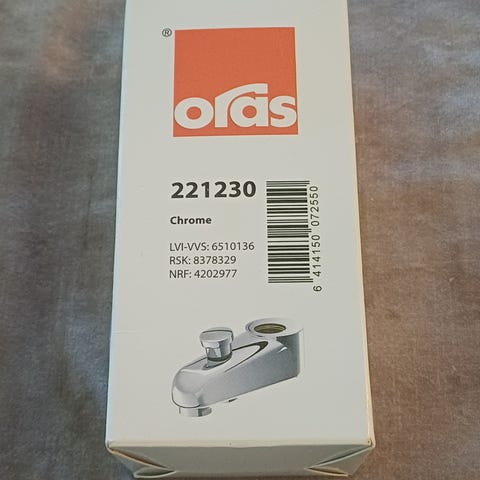 ® oras
221230
Chrome
LVI-VVS: 6510136
RSK: 8378329
NRF: 4202977
6 414150 072550